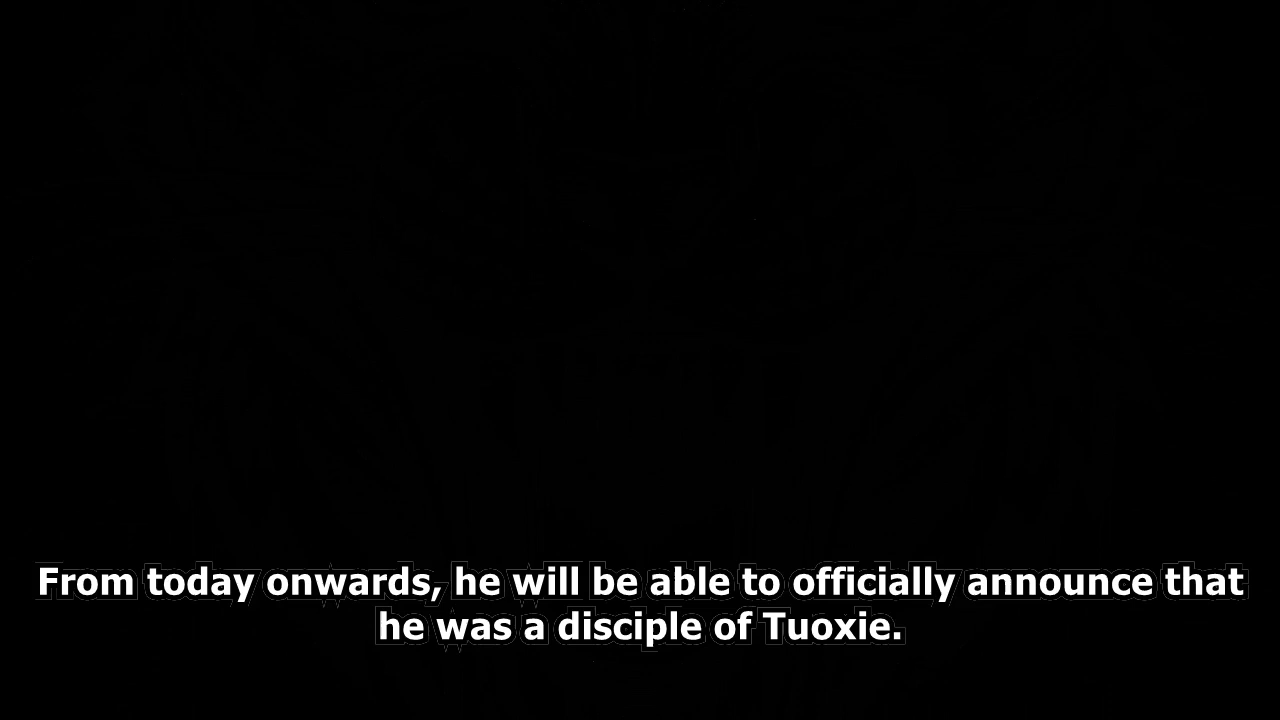 From today onwards, he will be able to officially announce that
he was a disciple of Tuoxie.